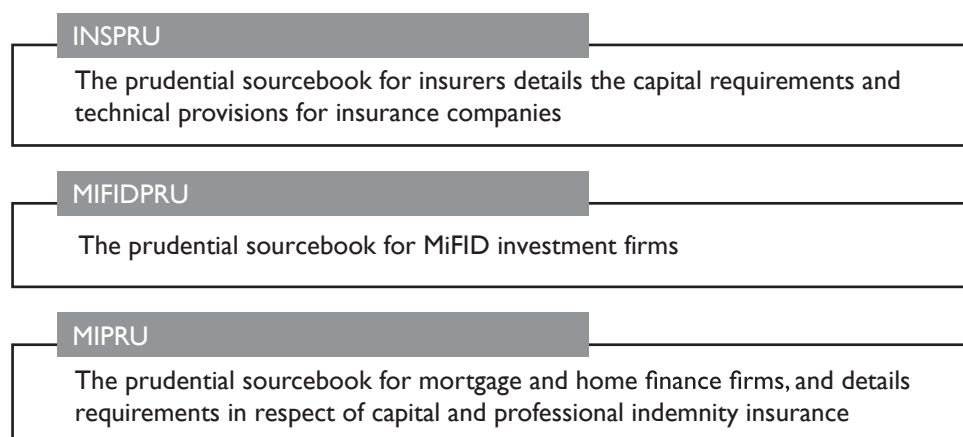 INSPRU
The prudential sourcebook for insurers details the capital requirements and
technical provisions for insurance companies
MIFIDPRU
The prudential sourcebook for MiFID investment firms
MIPRU
The prudential sourcebook for mortgage and home finance firms, and details
requirements in respect of capital and professional indemnity insurance